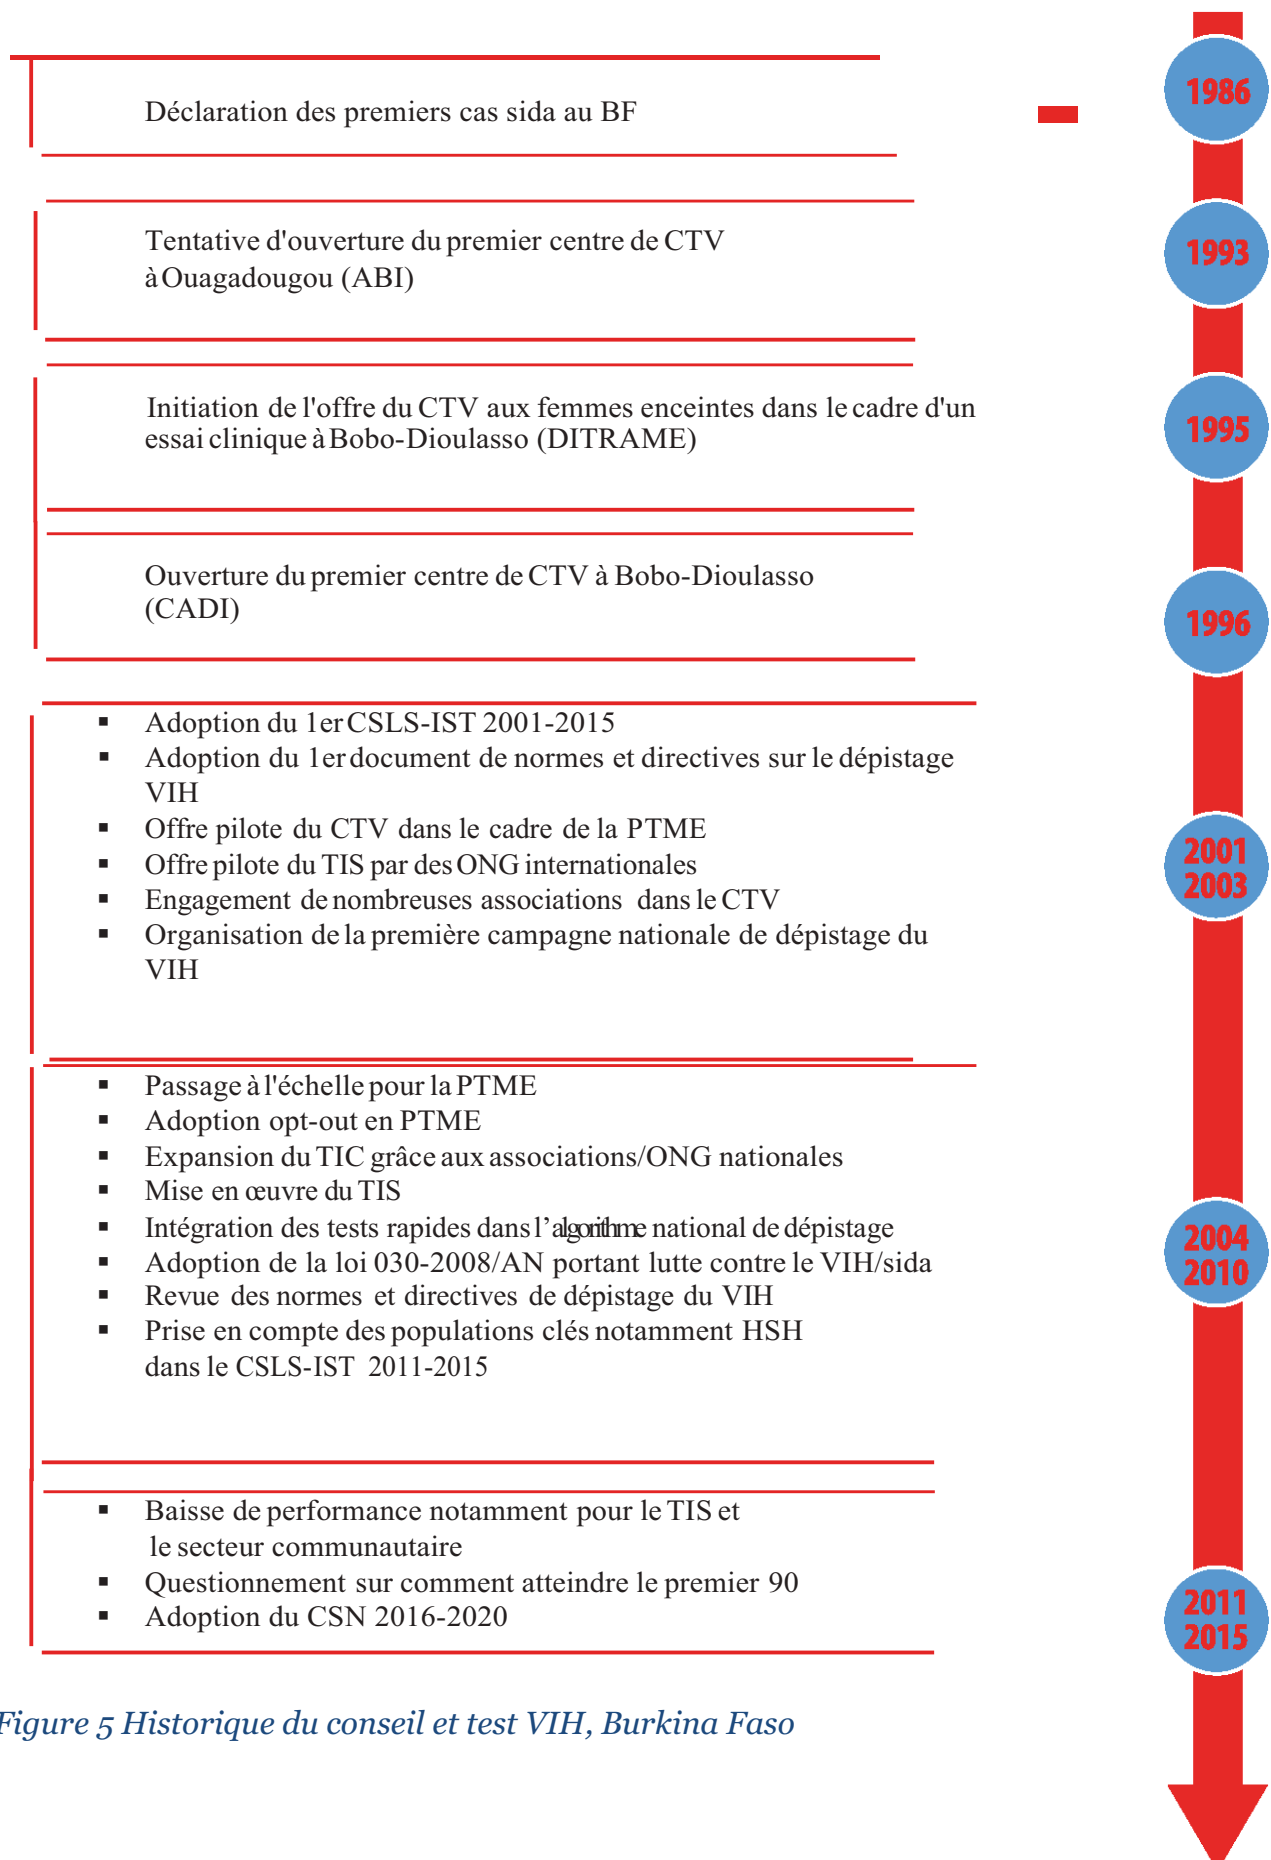 Déclaration des premiers cas sida au BF
1986
Tentative d'ouverture du premier centre de CTV
à Ouagadougou (ABI)
1993
Initiation de l'offre du CTV aux femmes enceintes dans le cadre d'un
essai clinique à Bobo-Dioulasso (DITRAME)
1995
Ouverture du premier centre de CTV à Bobo-Dioulasso
(CADI)
1996
▪ Adoption du 1er CSLS-IST 2001-2015
▪ Adoption du 1er document de normes et directives sur le dépistage
VIH
▪ Offre pilote du CTV dans le cadre de la PTME
▪ Offre pilote du TIS par des ONG internationales
▪ Engagement de nombreuses associations dans le CTV
▪ Organisation de la première campagne nationale de dépistage du
VIH
2001
2003
▪ Passage à l'échelle pour la PTME
▪ Adoption opt-out en PTME
▪ Expansion du TIC grâce aux associations/ONG nationales
▪ Mise en œuvre du TIS
▪ Intégration des tests rapides dans l’algorithme national de dépistage
▪ Adoption de la loi 030-2008/AN portant lutte contre le VIH/sida
▪ Revue des normes et directives de dépistage du VIH
▪ Prise en compte des populations clés notamment HSH
dans le CSLS-IST 2011-2015
2004
2010
▪ Baisse de performance notamment pour le TIS et
le secteur communautaire
▪ Questionnement sur comment atteindre le premier 90
▪ Adoption du CSN 2016-2020
2011
2015
Figure 5 Historique du conseil et test VIH, Burkina Faso